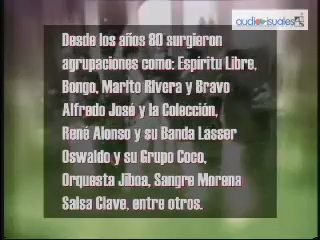 audiovisuales
Desde los años 80 surgieron
agrupaciones como: Espíritu Libre,
Bongo, Marito Rivera y Bravo
Alfredo José y la Colección,
René Alonso y su Banda Lasser
Oswaldo y su Grupo Coco,
Orquesta Jiboa, Sangre Morena
Salsa Clave, entre otros.